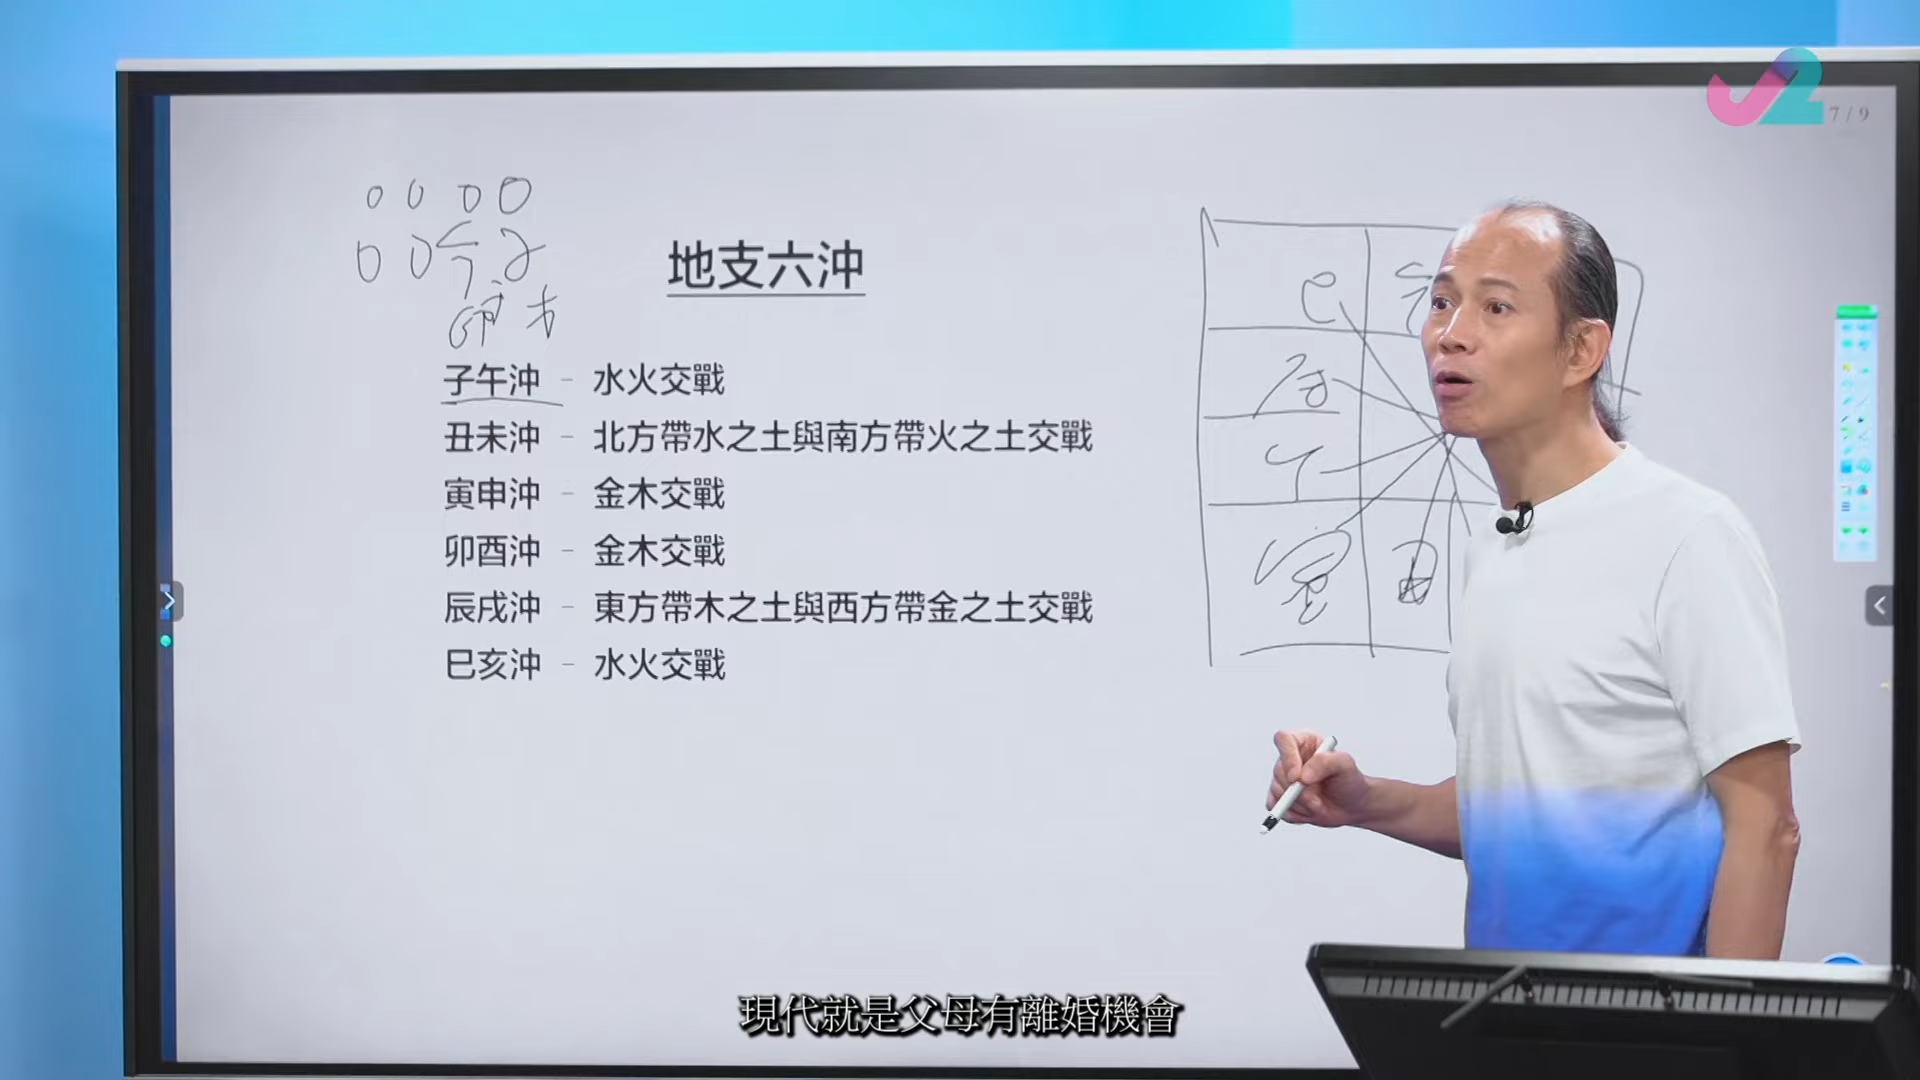 J2
7 / 9
地支六沖
子午沖 - 水火交戰
丑未沖 - 北方帶水之土與南方帶火之土交戰
寅申沖 - 金木交戰
卯酉沖 - 金木交戰
辰戌沖 - 東方帶木之土與西方帶金之土交戰
巳亥沖 - 水火交戰
現代就是父母有離婚機會